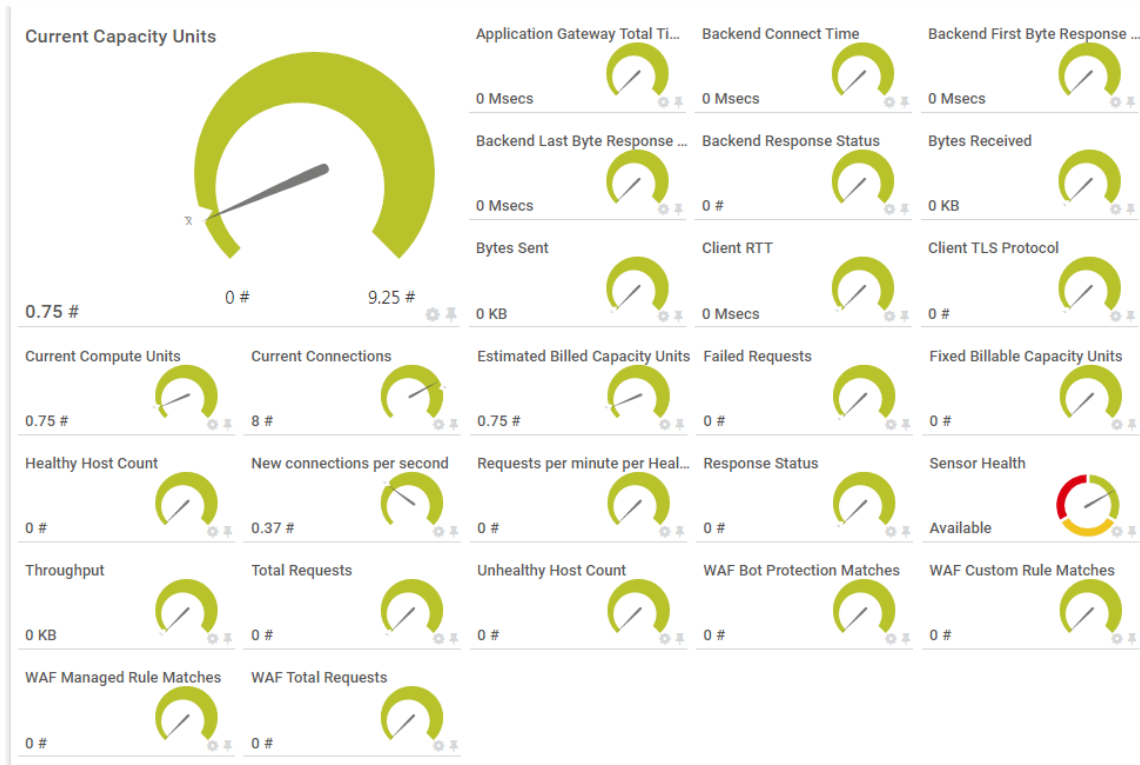 Current Capacity Units
0 #
9.25 #
0.75 #
Application Gateway Total Ti...
0 Msecs
Backend Connect Time
0 Msecs
Backend First Byte Response ...
0 Msecs
Backend Last Byte Response ...
0 Msecs
Backend Response Status
0 #
Bytes Received
0 KB
Bytes Sent
0 KB
Client RTT
0 Msecs
Client TLS Protocol
0 #
Current Compute Units
0.75 #
Current Connections
8 #
Estimated Billed Capacity Units
0.75 #
Failed Requests
0 #
Fixed Billable Capacity Units
0 #
Healthy Host Count
0 #
New connections per second
0.37 #
Requests per minute per Heal...
0 #
Response Status
0 #
Sensor Health
Available
Throughput
0 KB
Total Requests
0 #
Unhealthy Host Count
0 #
WAF Bot Protection Matches
0 #
WAF Custom Rule Matches
0 #
WAF Managed Rule Matches
0 #
WAF Total Requests
0 #